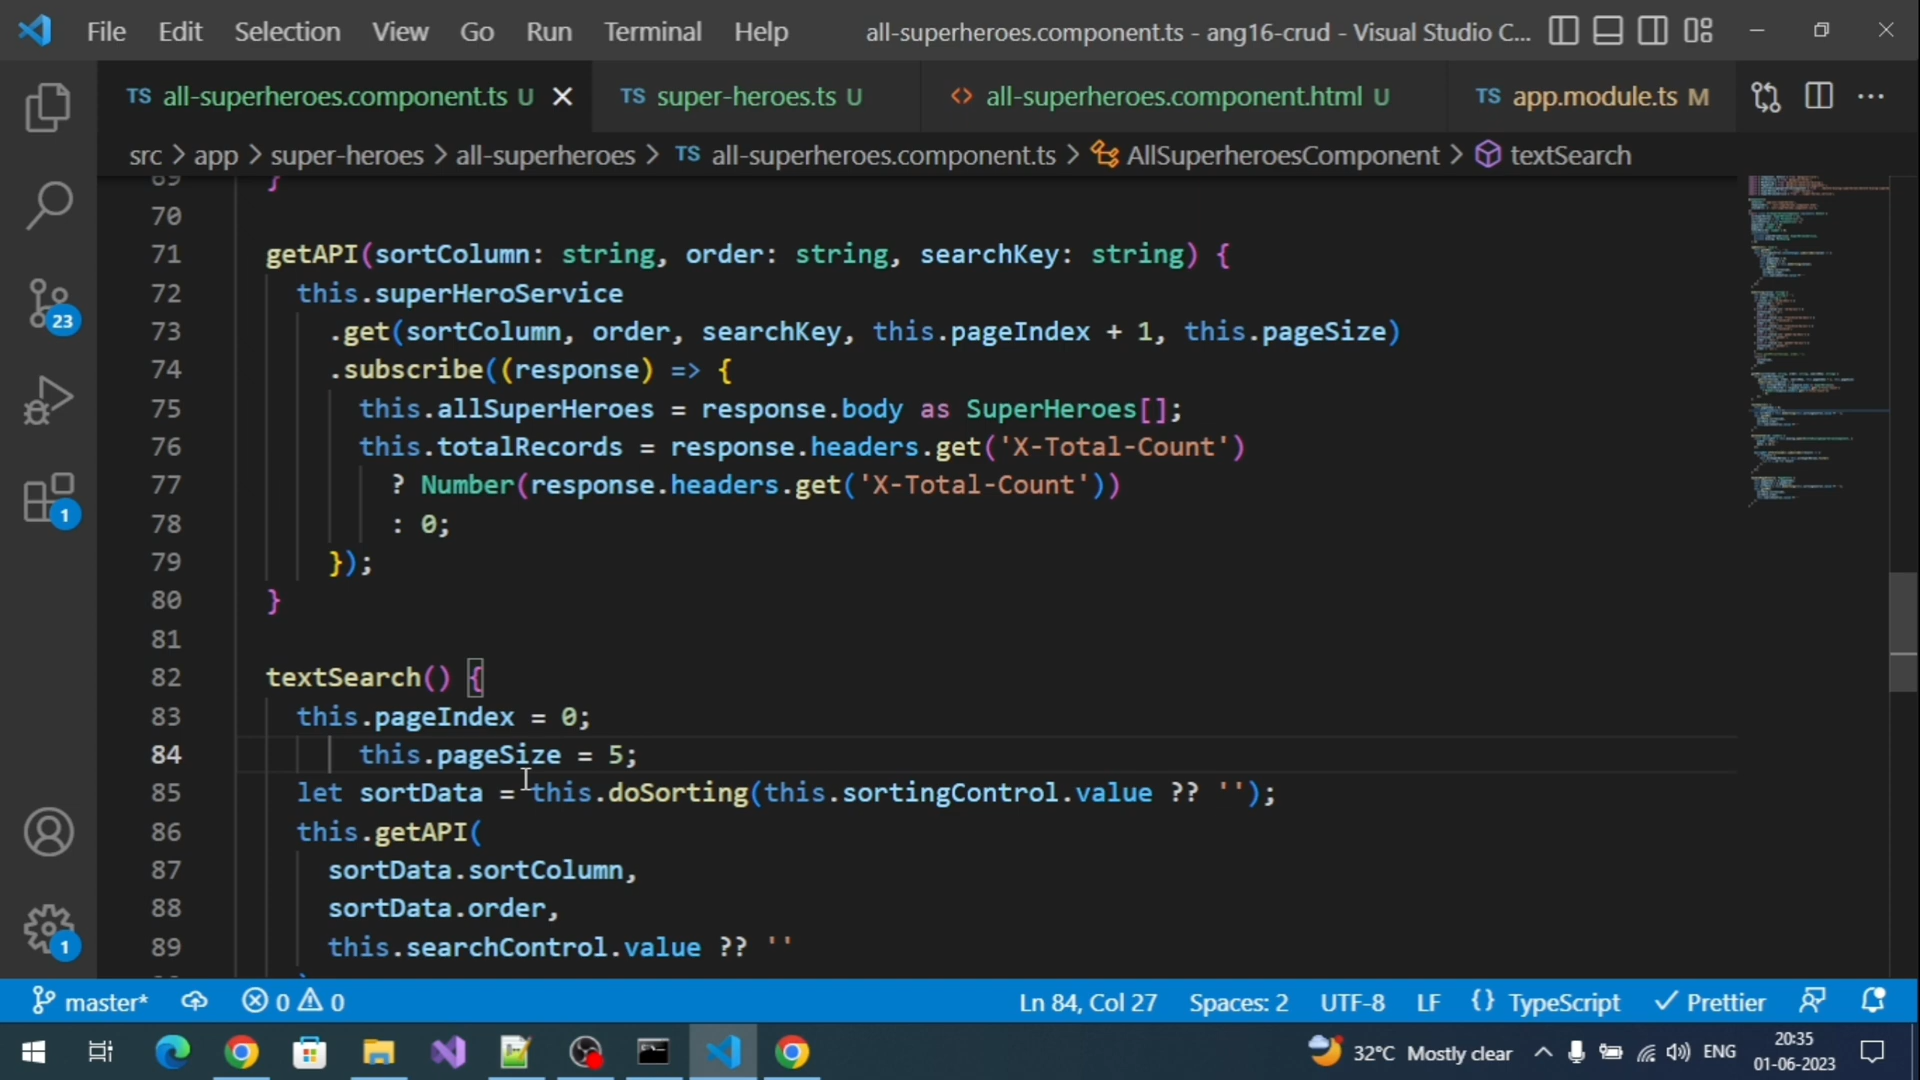 File Edit Selection View Go Run Terminal Help all-superheroes.component.ts - ang16-crud - Visual Studio C...
TS all-superheroes.component.ts U TS super-heroes.ts U <> all-superheroes.component.html U TS app.module.ts M
src > app > super-heroes > all-superheroes > TS all-superheroes.component.ts > AllSuperheroesComponent > textSearch
69 }
70
71 getAPI(sortColumn: string, order: string, searchKey: string) {
72 this.superHeroService
73 .get(sortColumn, order, searchKey, this.pageIndex + 1, this.pageSize)
74 .subscribe((response) => {
75 this.allSuperHeroes = response.body as SuperHeroes[];
76 this.totalRecords = response.headers.get('X-Total-Count')
77 ? Number(response.headers.get('X-Total-Count'))
78 : 0;
79 });
80 }
81
82 textSearch() {
83 this.pageIndex = 0;
84 this.pageSize = 5;
85 let sortData = this.doSorting(this.sortingControl.value ?? '');
86 this.getAPI(
87 sortData.sortColumn,
88 sortData.order,
89 this.searchControl.value ?? ''
23
1
1
master* 0 0 Ln 84, Col 27 Spaces: 2 UTF-8 LF {} TypeScript Prettier
32°C Mostly clear ENG 20:35
01-06-2023